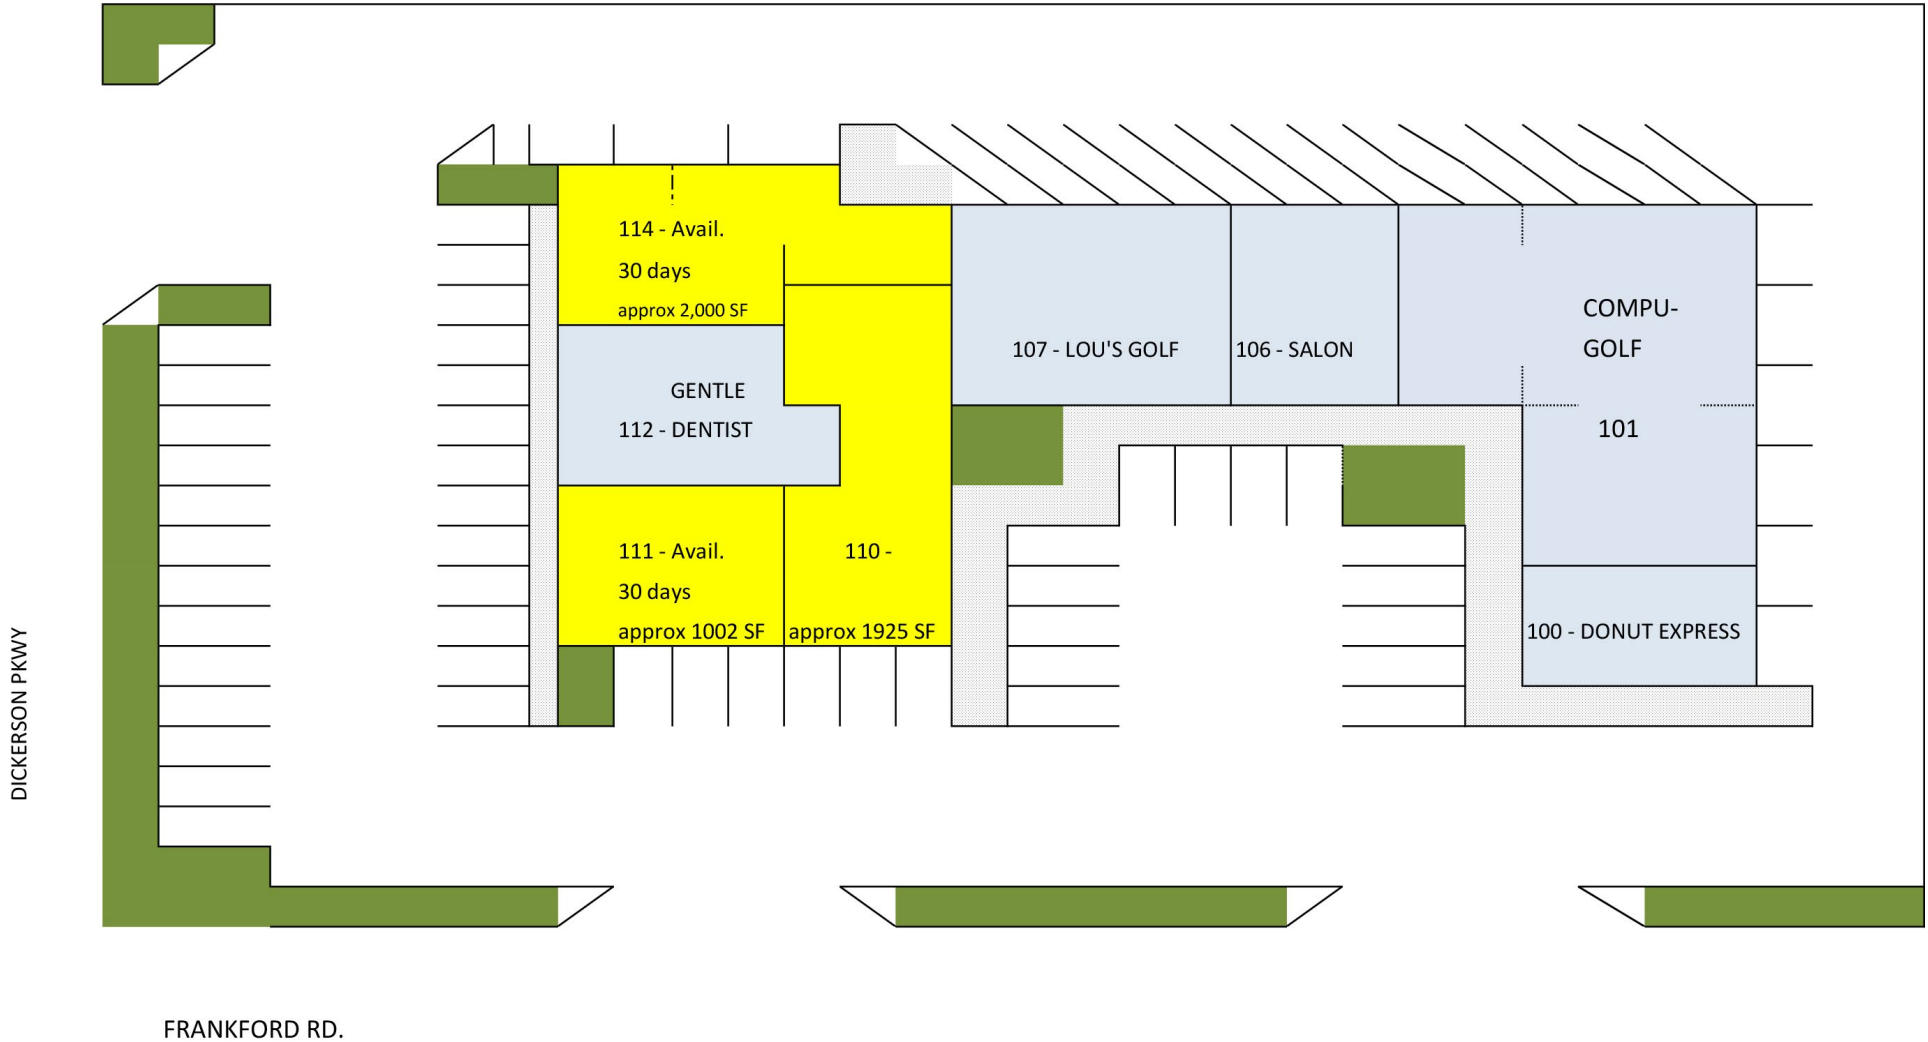 114 - Avail.
30 days
approx 2,000 SF
GENTLE
112 - DENTIST
111 - Avail.
30 days
approx 1002 SF
110 -
approx 1925 SF
107 - LOU'S GOLF
106 - SALON
COMPU-
GOLF
101
100 - DONUT EXPRESS
DICKERSON PKWY
FRANKFORD RD.